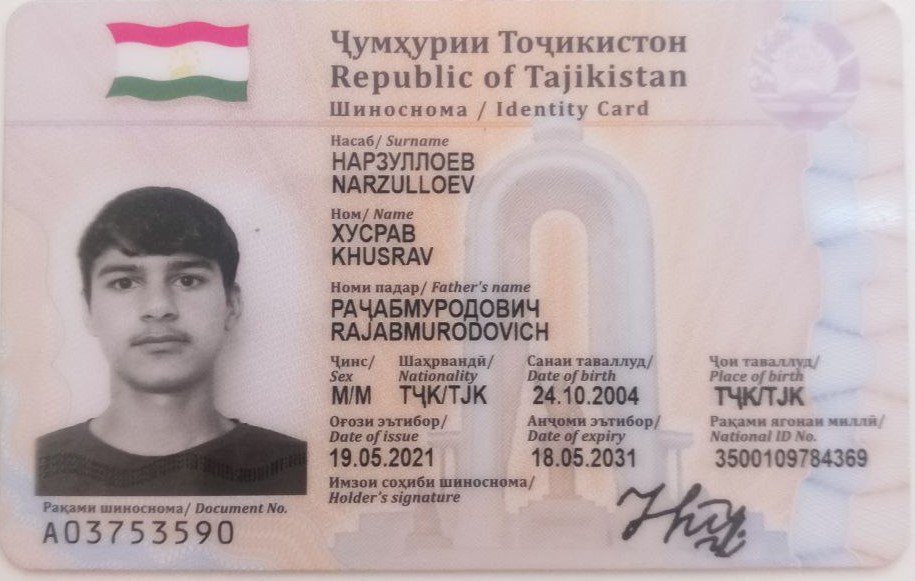 Ҷумҳурии Тоҷикистон
Republic of Tajikistan
Шиноснома / Identity Card
Насаб/ Surname
НАРЗУЛЛОЕВ
NARZULLOEV
Ном/ Name
ХУСРАВ
KHUSRAV
Номи падар/ Father's name
РАҶАБМУРОДОВИЧ
RAJABMURODOVICH
Ҷинс/ Шаҳрвандӣ/ Санаи таваллуд/ Ҷои таваллуд/
Sex Nationality Date of birth Place of birth
М/M ТҶК/TJK 24.10.2004 ТҶК/TJK
Оғози эътибор/ Анҷоми эътибор/ Рақами ягонаи миллӣ/
Date of issue Date of expiry National ID No.
19.05.2021 18.05.2031 3500109784369
Имзои соҳиби шиноснома/
Holder's signature
Рақами шиноснома/ Document No.
A03753590